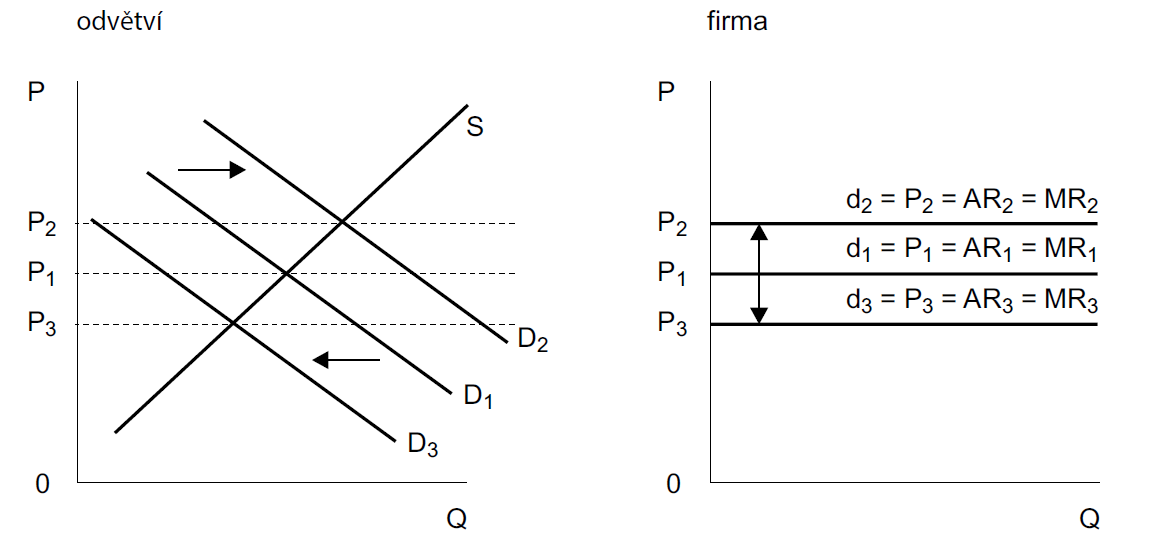 odvětví
P
S
P₂
P₁
P₃
D₂
D₁
D₃
0
Q
firma
P
d₂ = P₂ = AR₂ = MR₂
P₂
d₁ = P₁ = AR₁ = MR₁
P₁
d₃ = P₃ = AR₃ = MR₃
P₃
0
Q